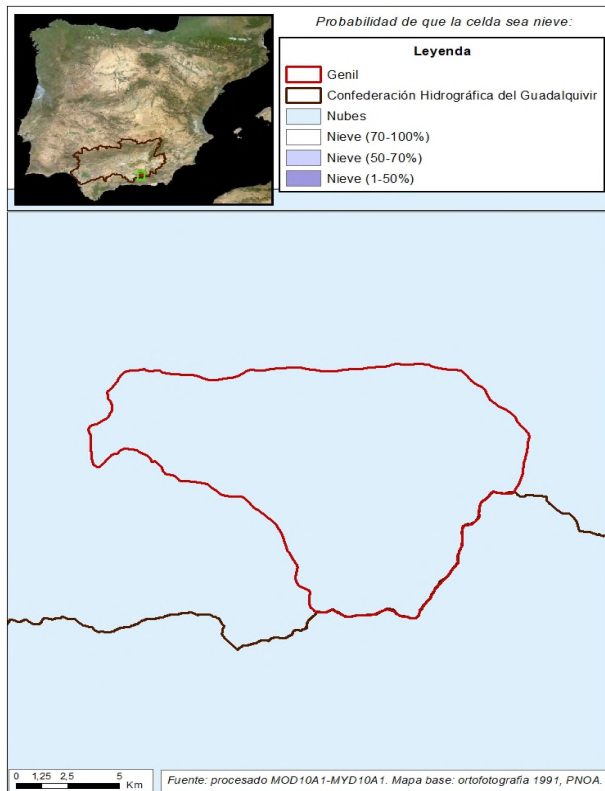 Probabilidad de que la celda sea nieve:
Leyenda
Genil
Confederación Hidrográfica del Guadalquivir
Nubes
Nieve (70-100%)
Nieve (50-70%)
Nieve (1-50%)
0 1,25 2,5 5
Km
Fuente: procesado MOD10A1-MYD10A1. Mapa base: ortofotografia 1991, PNOA.